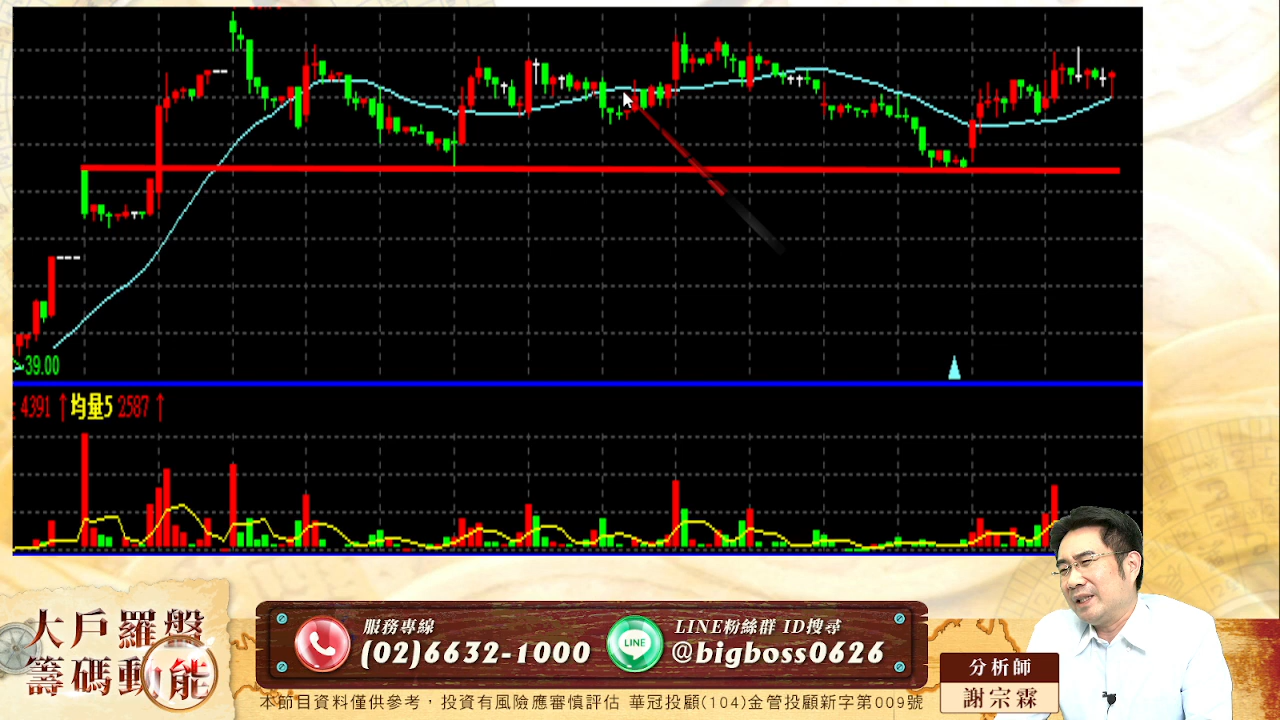 39.00
4391 ↑ 均量5 2587 ↑
大戶羅盤
籌碼動能
服務專線
(02)6632-1000
LINE
LINE粉絲群 ID搜尋
@bigboss0626
分析師
謝宗霖
本節目資料僅供參考，投資有風險應審慎評估 華冠投顧(104)金管投顧新字第009號